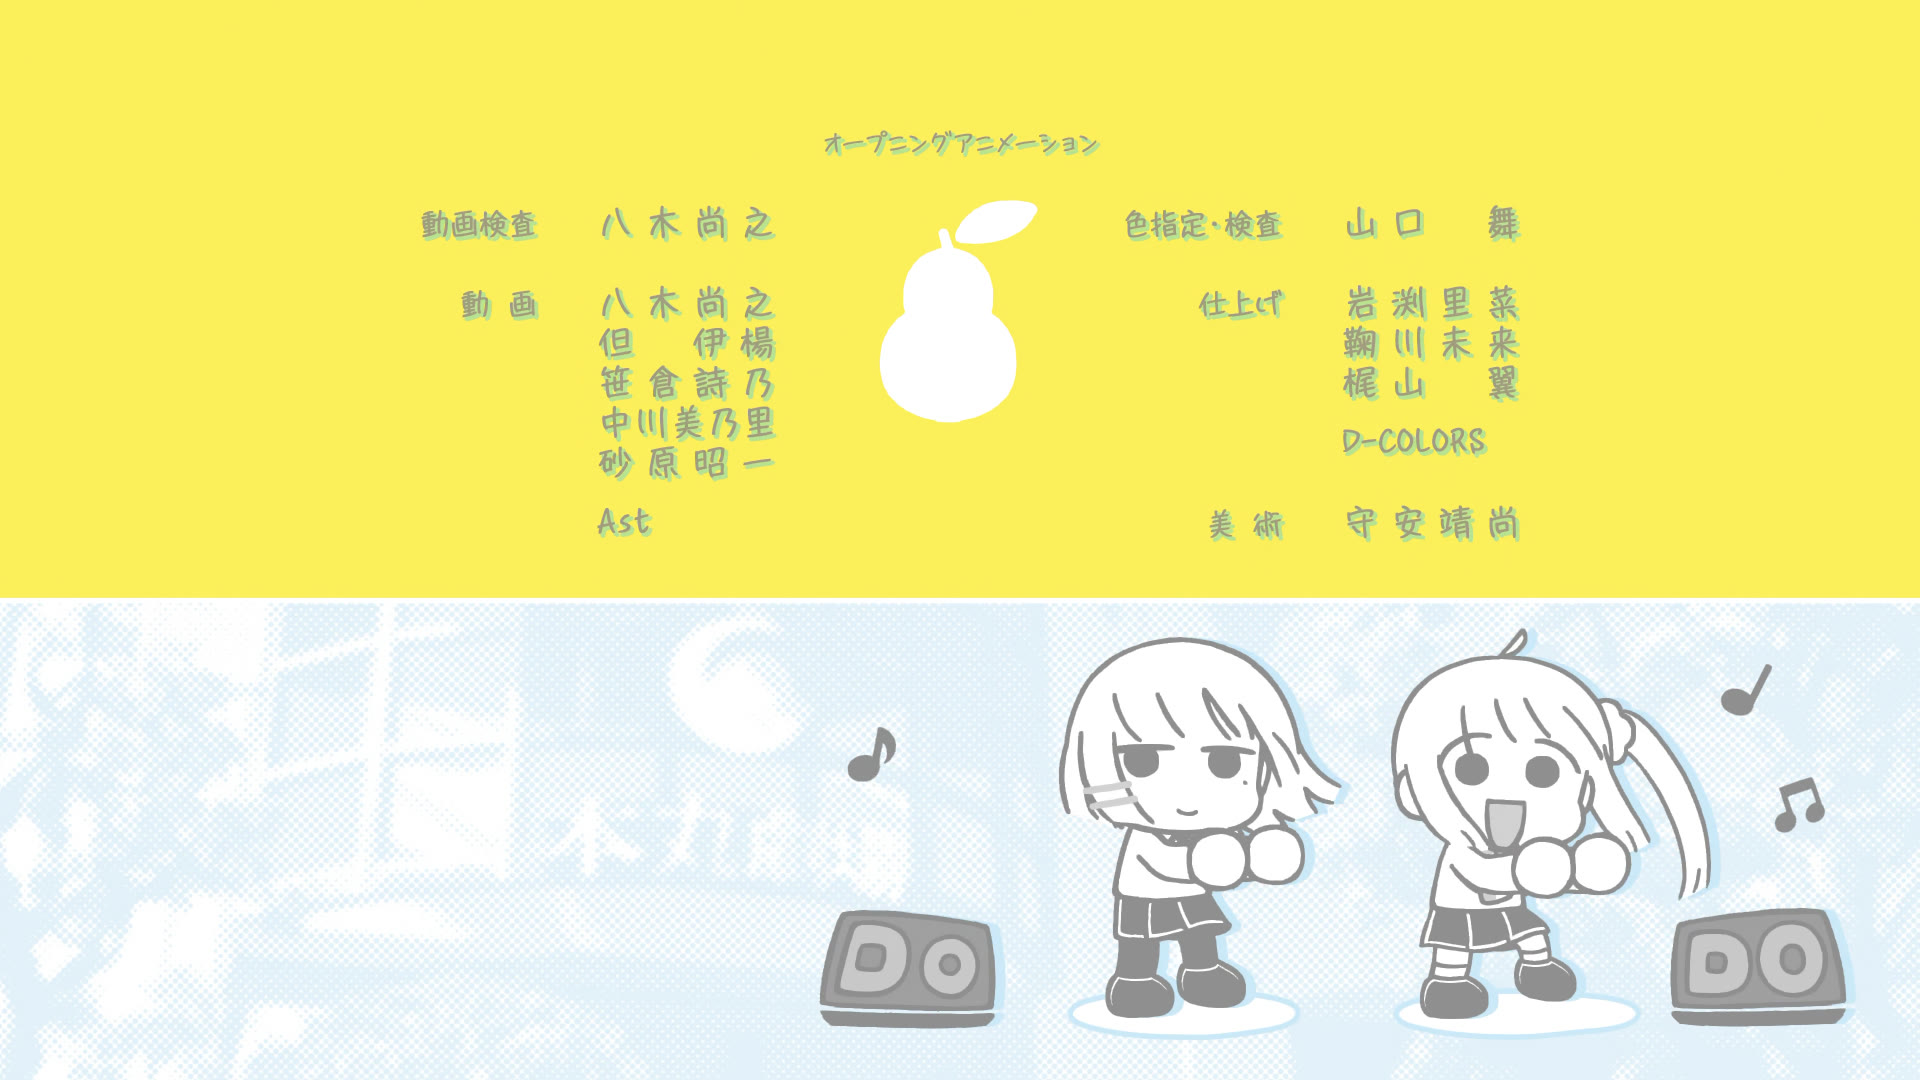 オープニングアニメーション
動画検査 八木尚之
動画 八木尚之
但 伊楊
笹倉詩乃
中川美乃里
砂原昭一
Ast
色指定・検査 山口 舞
仕上げ 岩渕里菜
鞠川未来
梶山 翼
D-COLORS
美術 守安靖尚
DO
DO